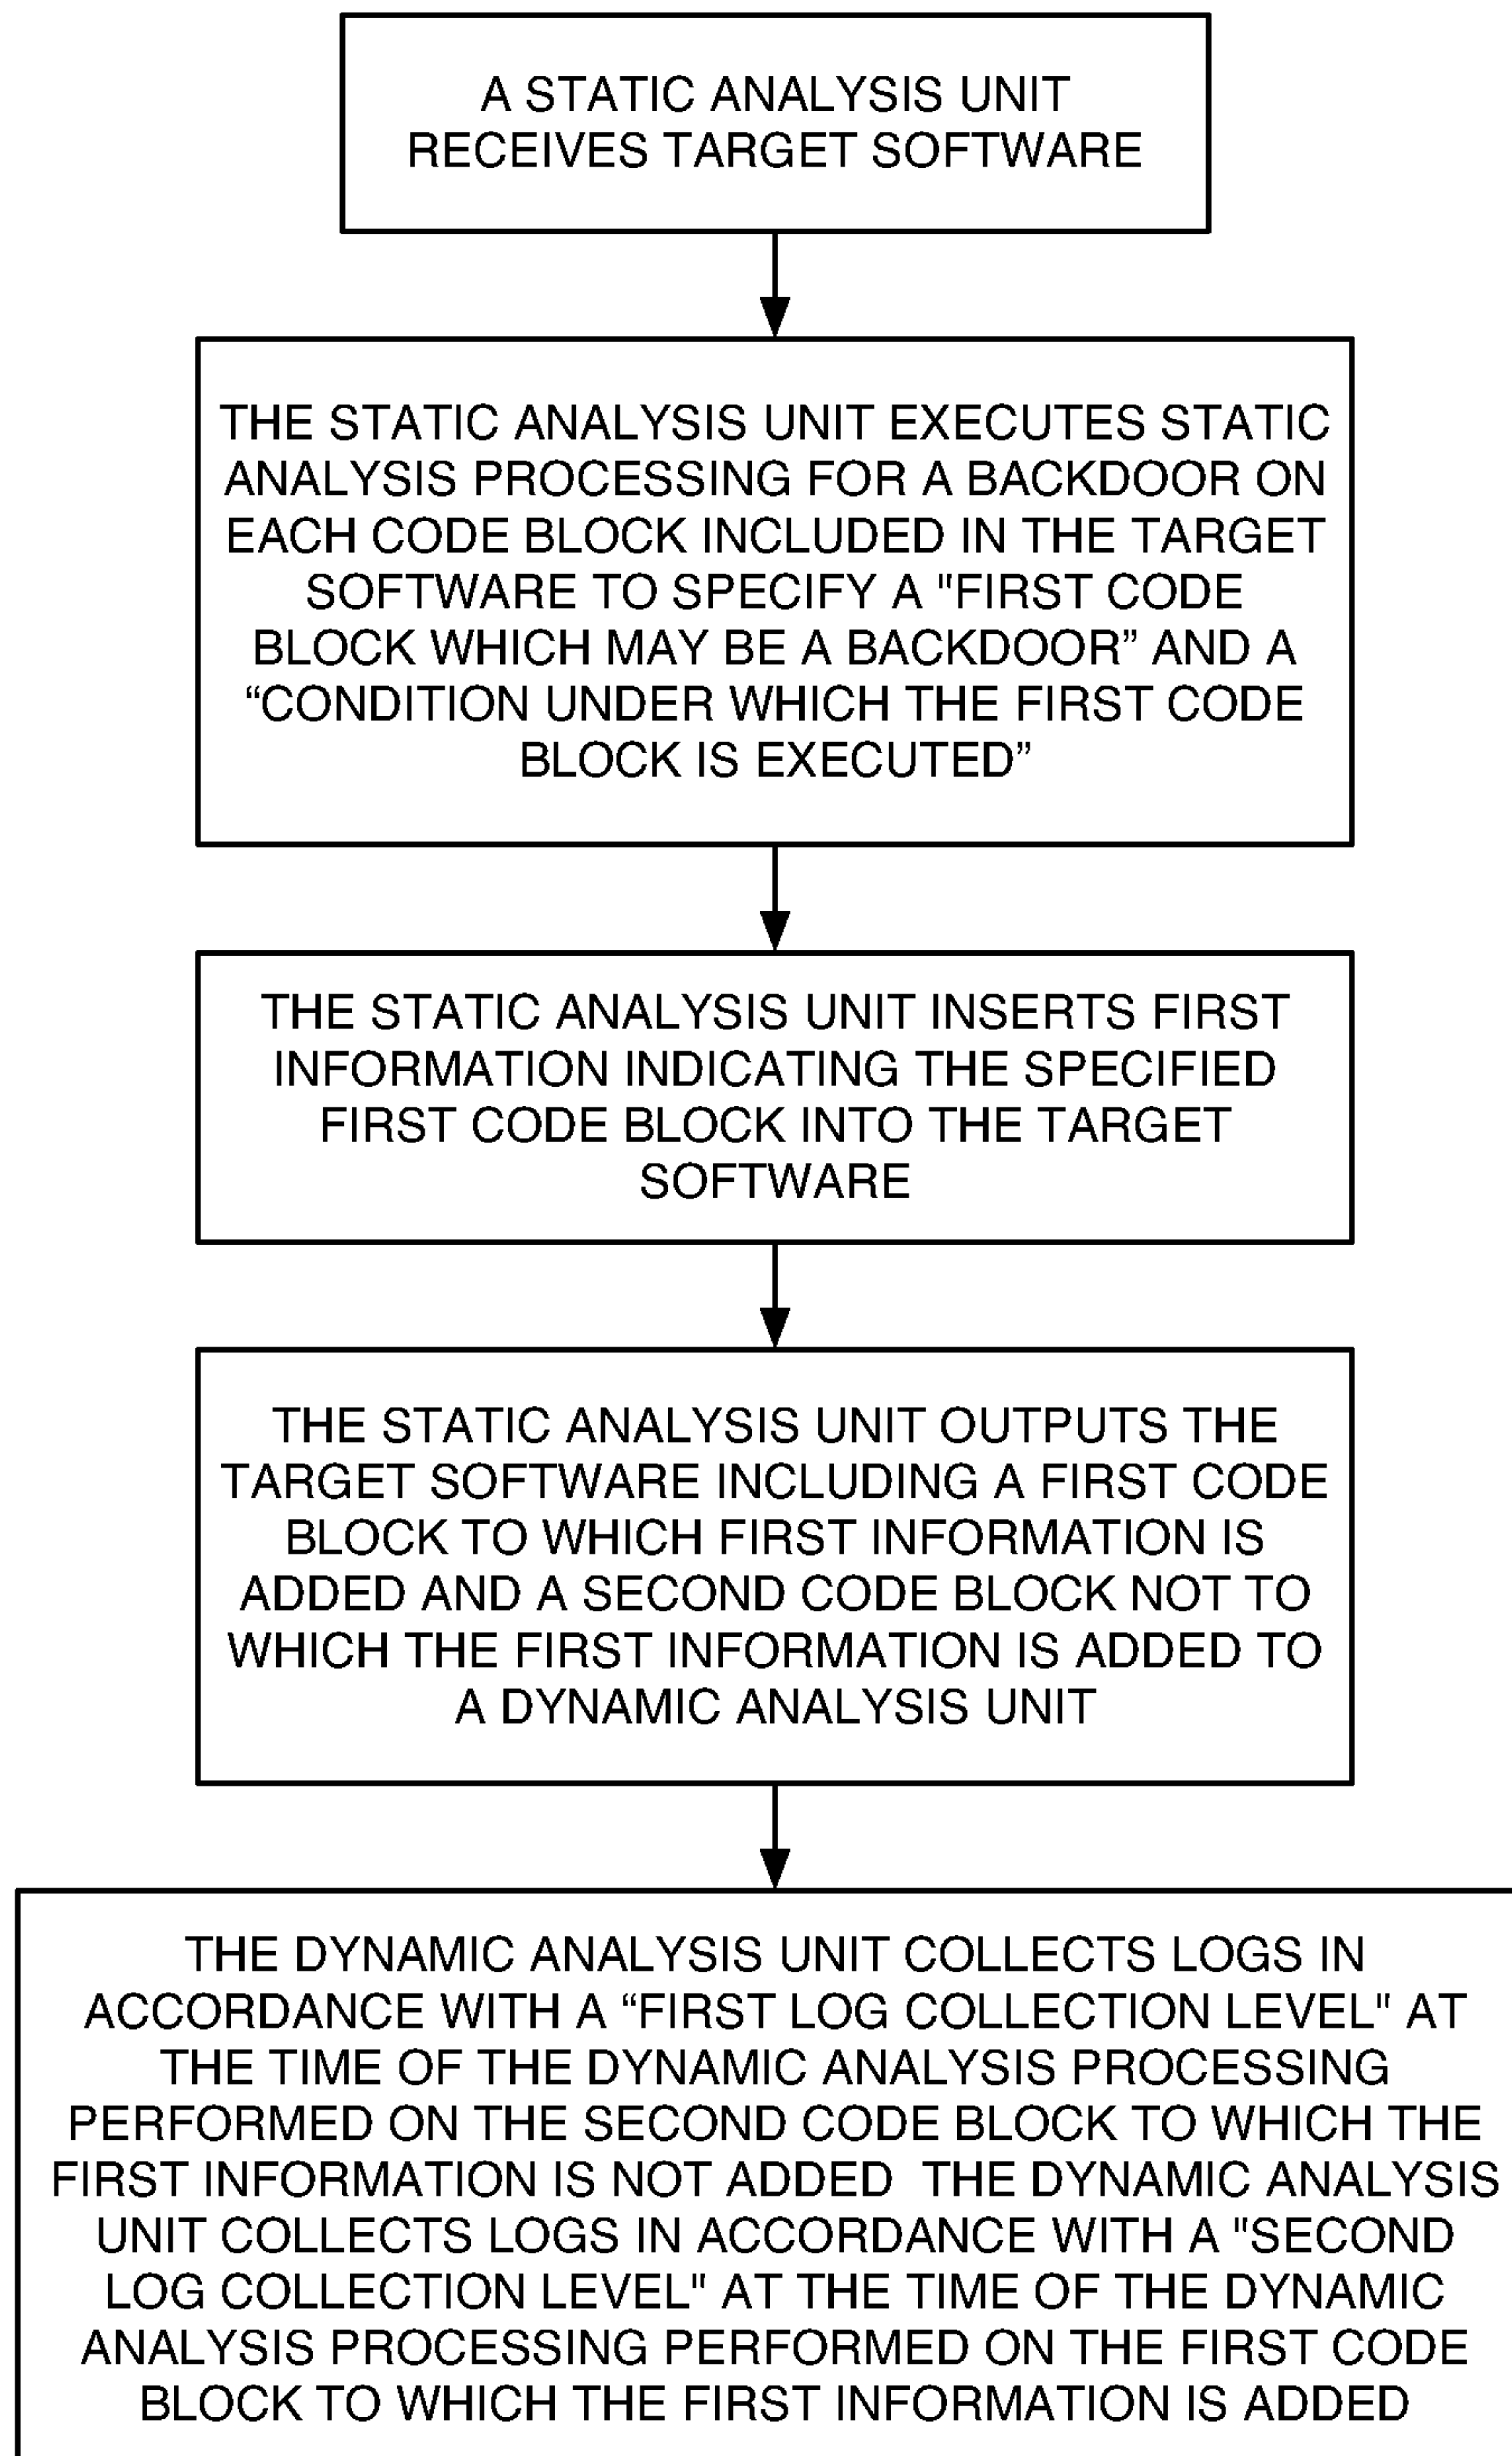 A STATIC ANALYSIS UNIT
RECEIVES TARGET SOFTWARE
THE STATIC ANALYSIS UNIT EXECUTES STATIC
ANALYSIS PROCESSING FOR A BACKDOOR ON
EACH CODE BLOCK INCLUDED IN THE TARGET
SOFTWARE TO SPECIFY A "FIRST CODE
BLOCK WHICH MAY BE A BACKDOOR” AND A
“CONDITION UNDER WHICH THE FIRST CODE
BLOCK IS EXECUTED”
THE STATIC ANALYSIS UNIT INSERTS FIRST
INFORMATION INDICATING THE SPECIFIED
FIRST CODE BLOCK INTO THE TARGET
SOFTWARE
THE STATIC ANALYSIS UNIT OUTPUTS THE
TARGET SOFTWARE INCLUDING A FIRST CODE
BLOCK TO WHICH FIRST INFORMATION IS
ADDED AND A SECOND CODE BLOCK NOT TO
WHICH THE FIRST INFORMATION IS ADDED TO
A DYNAMIC ANALYSIS UNIT
THE DYNAMIC ANALYSIS UNIT COLLECTS LOGS IN
ACCORDANCE WITH A “FIRST LOG COLLECTION LEVEL" AT
THE TIME OF THE DYNAMIC ANALYSIS PROCESSING
PERFORMED ON THE SECOND CODE BLOCK TO WHICH THE
FIRST INFORMATION IS NOT ADDED  THE DYNAMIC ANALYSIS
UNIT COLLECTS LOGS IN ACCORDANCE WITH A "SECOND
LOG COLLECTION LEVEL" AT THE TIME OF THE DYNAMIC
ANALYSIS PROCESSING PERFORMED ON THE FIRST CODE
BLOCK TO WHICH THE FIRST INFORMATION IS ADDED